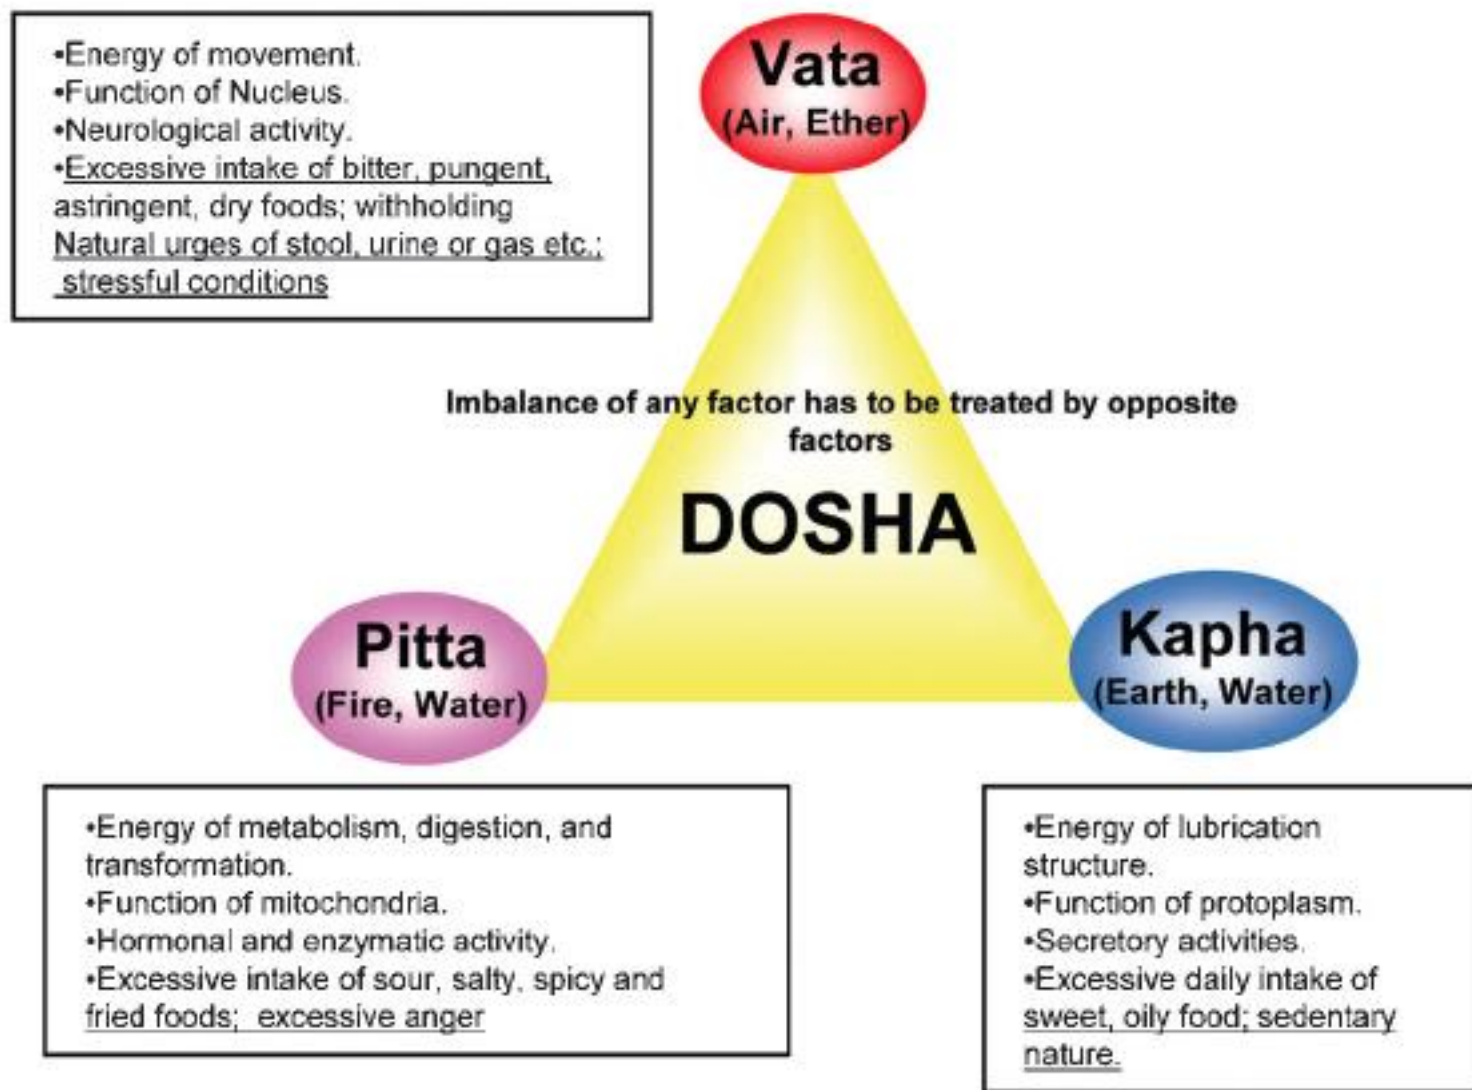 •Energy of movement.
•Function of Nucleus.
•Neurological activity.
•Excessive intake of bitter, pungent,
astringent, dry foods; withholding
Natural urges of stool, urine or gas etc.;
stressful conditions
Vata
(Air, Ether)
Imbalance of any factor has to be treated by opposite
factors
DOSHA
Pitta
(Fire, Water)
Kapha
(Earth, Water)
•Energy of metabolism, digestion, and
transformation.
•Function of mitochondria.
•Hormonal and enzymatic activity.
•Excessive intake of sour, salty, spicy and
fried foods; excessive anger
•Energy of lubrication
structure.
•Function of protoplasm.
•Secretory activities.
•Excessive daily intake of
sweet, oily food; sedentary
nature.